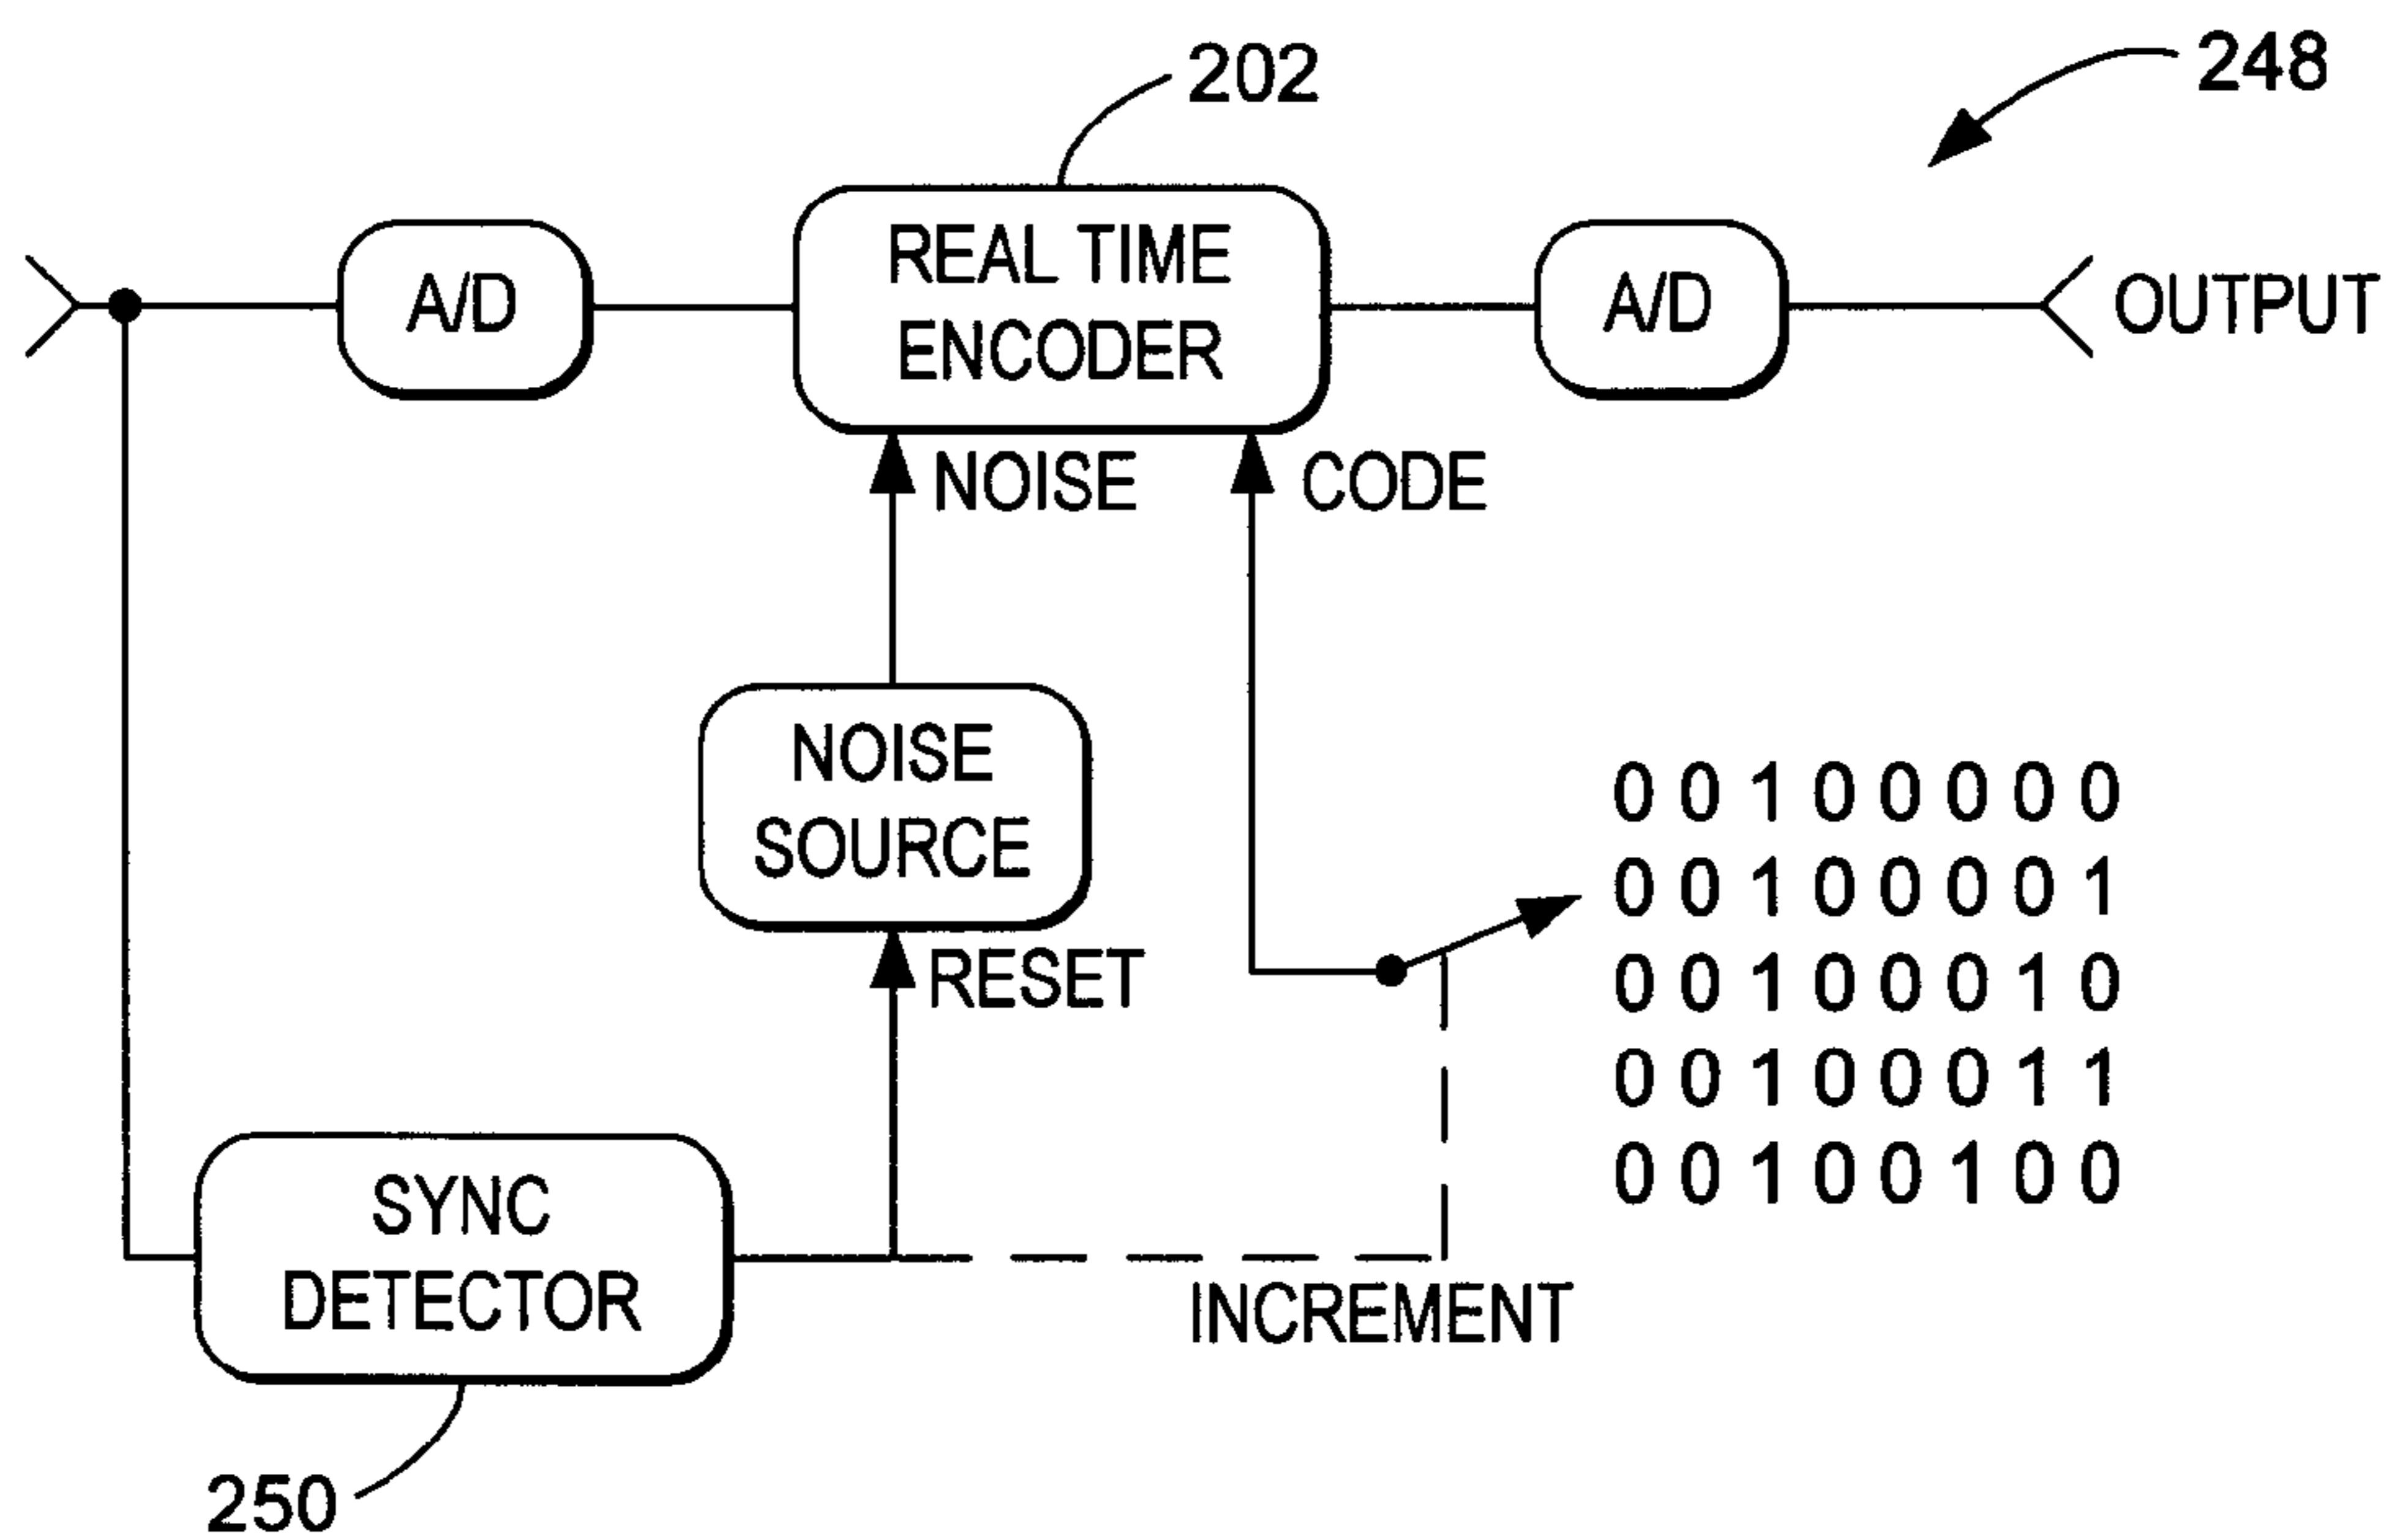 202
248
A/D
REAL TIME
ENCODER
A/D
OUTPUT
NOISE
CODE
NOISE
SOURCE
RESET
0 0 1 0 0 0 0 0
0 0 1 0 0 0 0 1
0 0 1 0 0 0 1 0
0 0 1 0 0 0 1 1
0 0 1 0 0 1 0 0
SYNC
DETECTOR
INCREMENT
250